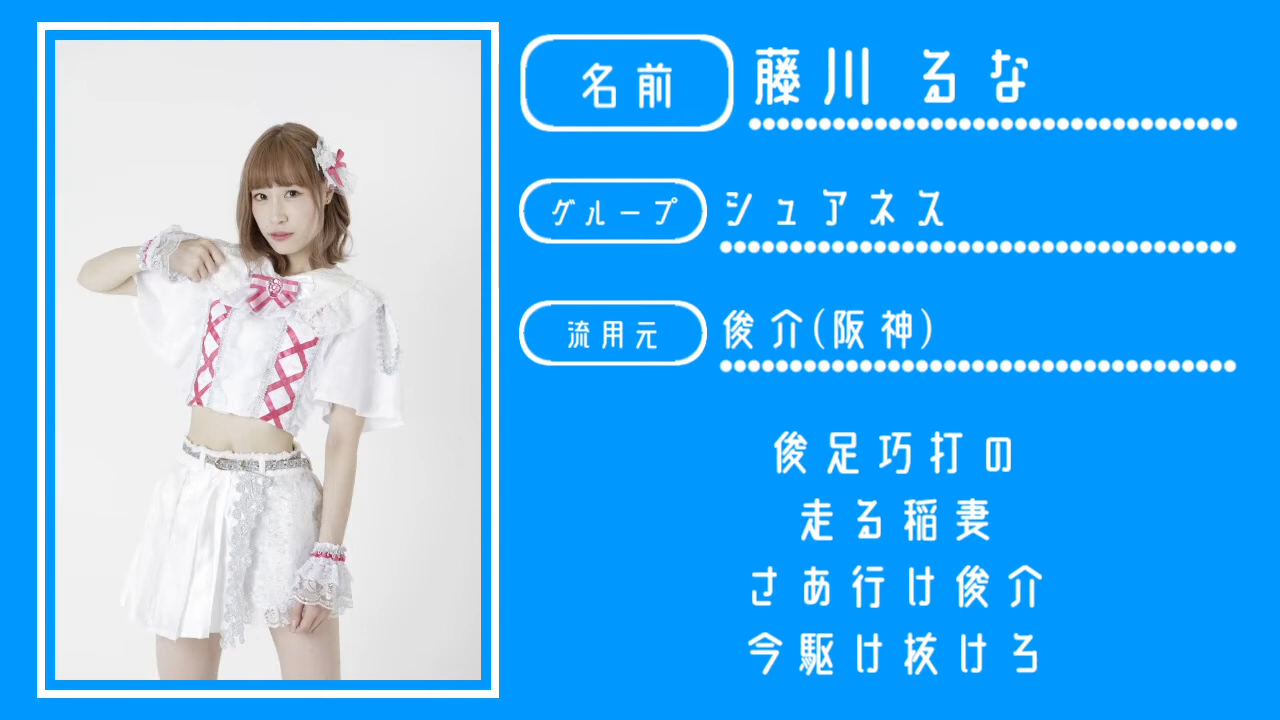 名前 藤川 るな
グループ シュアネス
流用元 俊介(阪神)
俊足巧打の
走る稲妻
さあ行け俊介
今駆け抜けろ